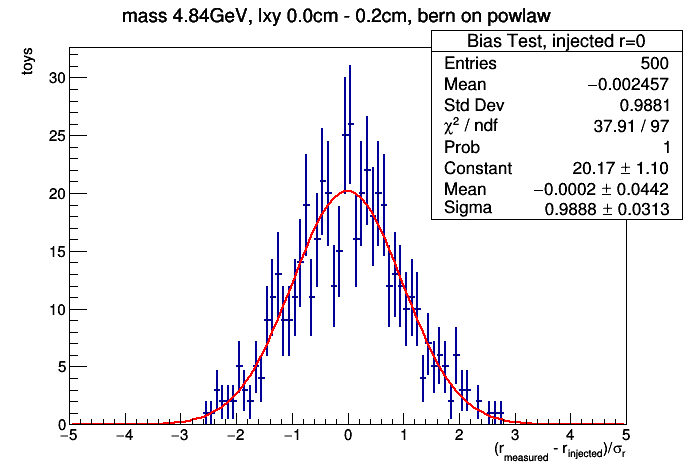 mass 4.84GeV, lxy 0.0cm - 0.2cm, bern on powlaw
Bias Test, injected r=0
Entries 500
Mean −0.002457
Std Dev 0.9881
χ² / ndf 37.91 / 97
Prob 1
Constant 20.17 ± 1.10
Mean −0.0002 ± 0.0442
Sigma 0.9888 ± 0.0313
toys
30
25
20
15
10
5
0
−5 −4 −3 −2 −1 0 1 2 3 4 5
(r_measured - r_injected)/σ_r